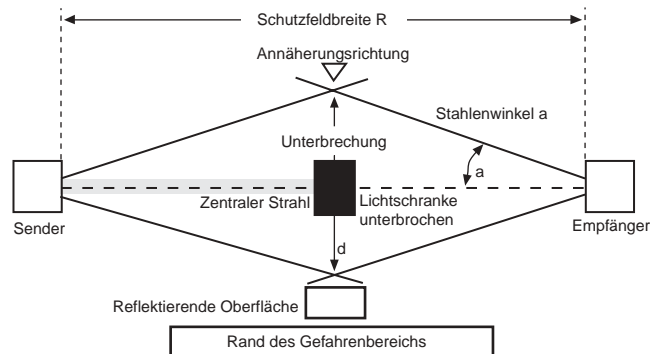 Schutzfeldbreite R
Annäherungsrichtung
Stahlenwinkel a
Unterbrechung
a
Zentraler Strahl
Lichtschranke
unterbrochen
Sender
Empfänger
d
Reflektierende Oberfläche
Rand des Gefahrenbereichs